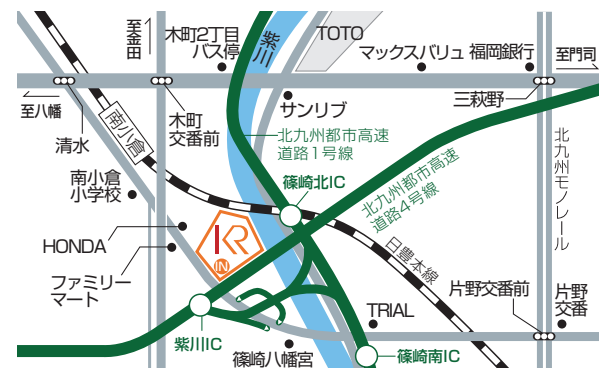 至金田
木町2丁目
バス停
紫川
TOTO
マックスバリュ
福岡銀行
至門司
至八幡
清水
南小倉
木町
交番前
サンリブ
三萩野
北九州都市高速
道路1号線
北九州都市高速
道路4号線
北九州モノレール
南小倉
小学校
篠崎北IC
HONDA
KR
IN
ファミリー
マート
日豊本線
紫川IC
篠崎八幡宮
TRIAL
篠崎南IC
片野交番前
片野
交番